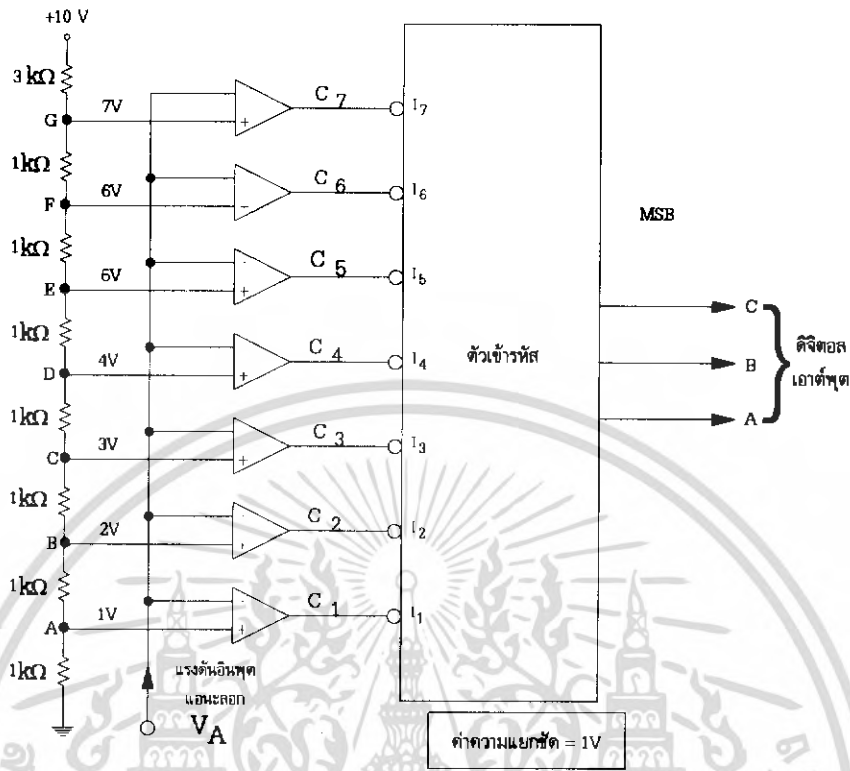 +10 V
3 kΩ
G 7V C 7 I7
1kΩ
F 6V C 6 I6
MSB
1kΩ
E 6V C 5 I5
C
1kΩ
D 4V C 4 I4
ตัวเข้ารหัส
B
ดิจิตอล
เอาต์พุต
1kΩ
A
C 3V C 3 I3
1kΩ
B 2V C 2 I2
1kΩ
A 1V C 1 I1
1kΩ
แรงดันอินพุต
แอนะลอก
VA
ค่าความแยกชัด = 1V